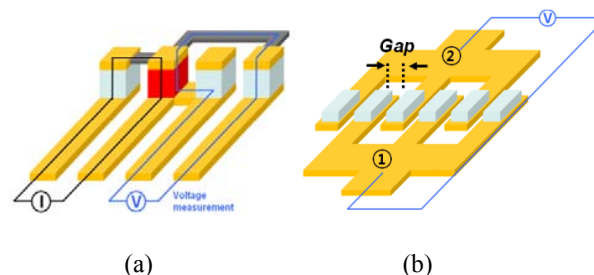 V
Gap
②
①
I
V
Voltage
measurement
(a)
(b)